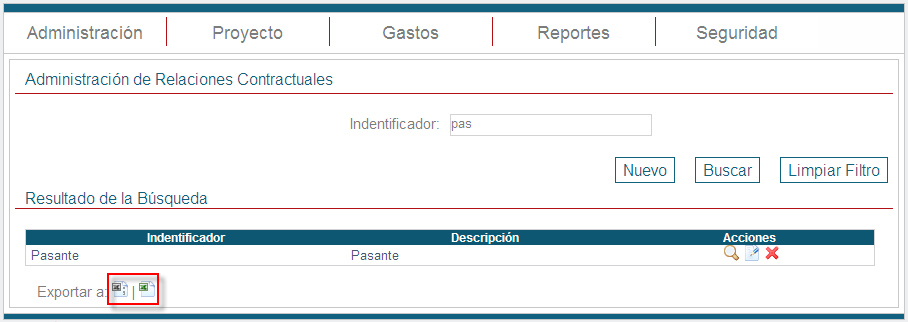 Administración Proyecto Gastos Reportes Seguridad
Administración de Relaciones Contractuales
Indentificador: pas
Nuevo Buscar Limpiar Filtro
Resultado de la Búsqueda
Indentificador Descripción Acciones
Pasante Pasante
Exportar a: |